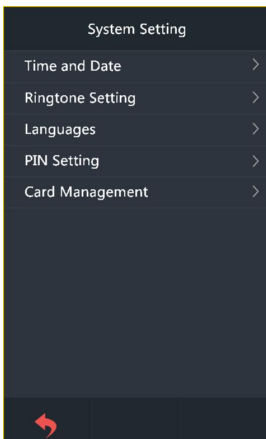 System Setting
Time and Date
Ringtone Setting
Languages
PIN Setting
Card Management